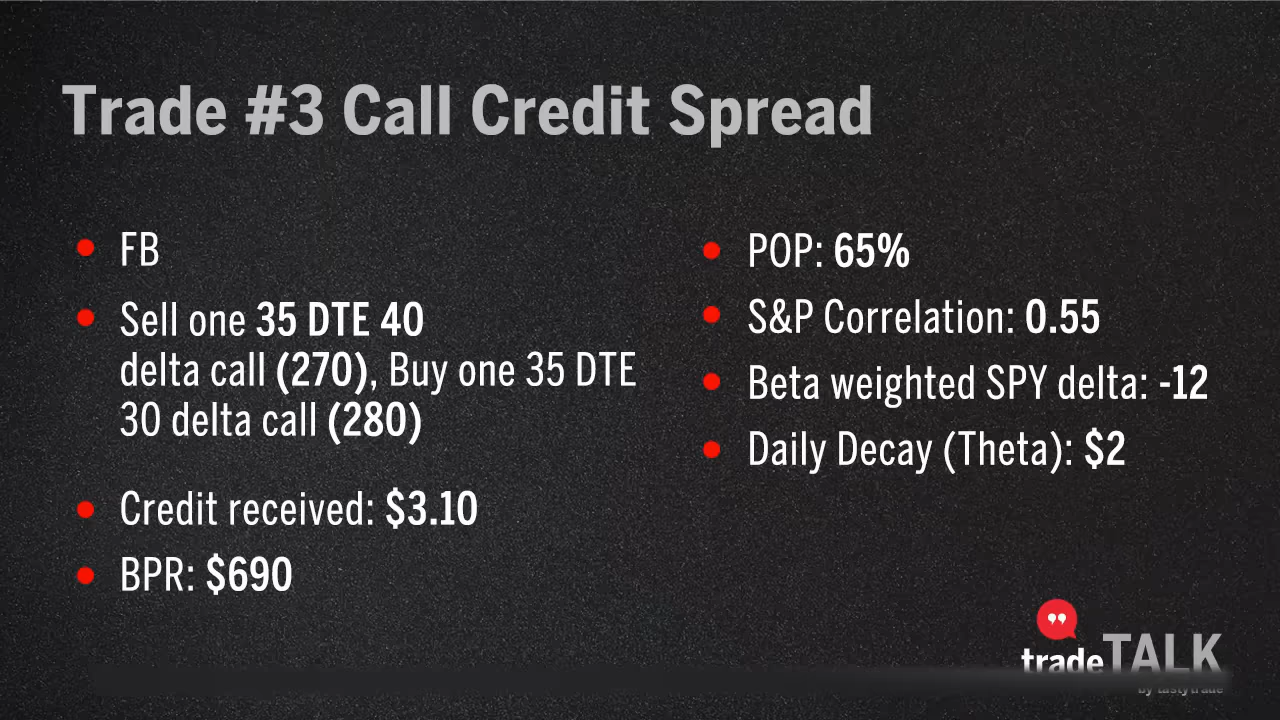 Trade #3 Call Credit Spread
FB
Sell one 35 DTE 40
delta call (270), Buy one 35 DTE
30 delta call (280)
Credit received: $3.10
BPR: $690
POP: 65%
S&P Correlation: 0.55
Beta weighted SPY delta: -12
Daily Decay (Theta): $2
tradeTALK
by tastytrade